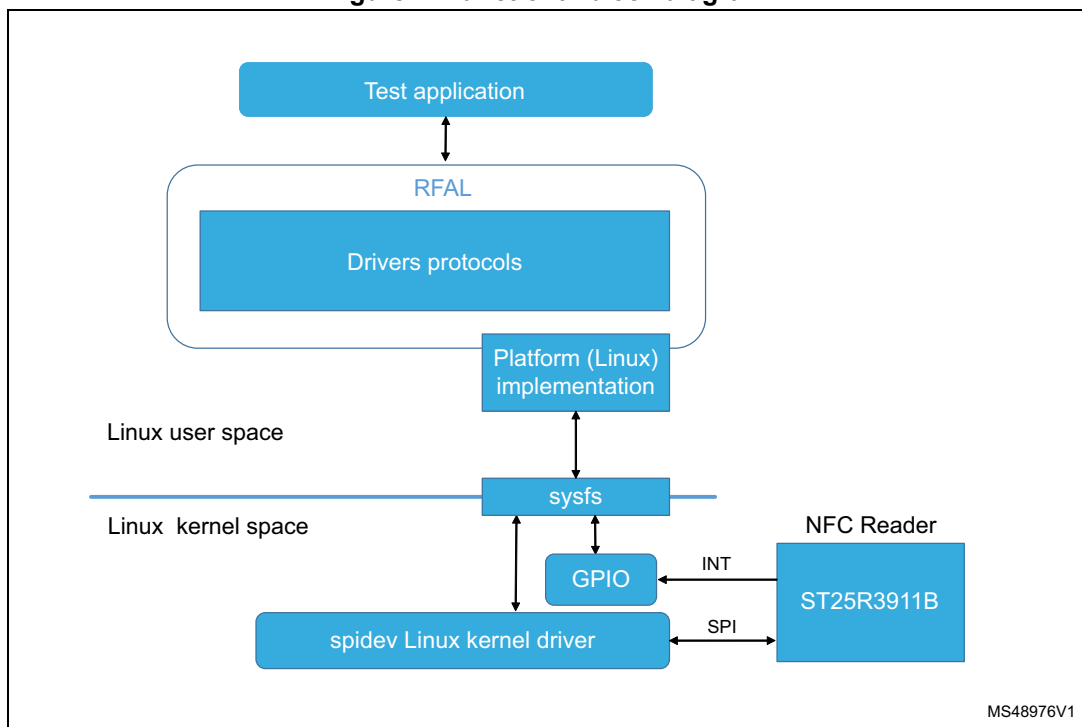 Test application
RFAL
Drivers protocols
Platform (Linux)
implementation
Linux user space
sysfs
Linux kernel space
NFC Reader
INT
GPIO
ST25R3911B
SPI
spidev Linux kernel driver
MS48976V1